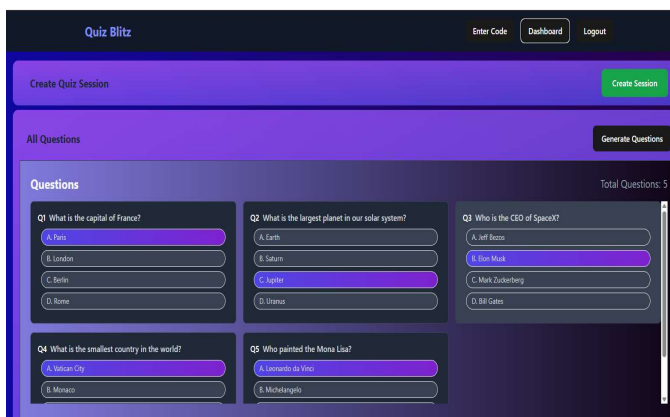 Quiz Blitz
Enter Code
Dashboard
Logout
Create Quiz Session
Create Session
All Questions
Generate Questions
Questions
Total Questions: 5
Q1 What is the capital of France?
A. Paris
B. London
C. Berlin
D. Rome
Q2 What is the largest planet in our solar system?
A. Earth
B. Saturn
C. Jupiter
D. Uranus
Q3 Who is the CEO of SpaceX?
A. Jeff Bezos
B. Elon Musk
C. Mark Zuckerberg
D. Bill Gates
Q4 What is the smallest country in the world?
A. Vatican City
B. Monaco
Q5 Who painted the Mona Lisa?
A. Leonardo da Vinci
B. Michelangelo